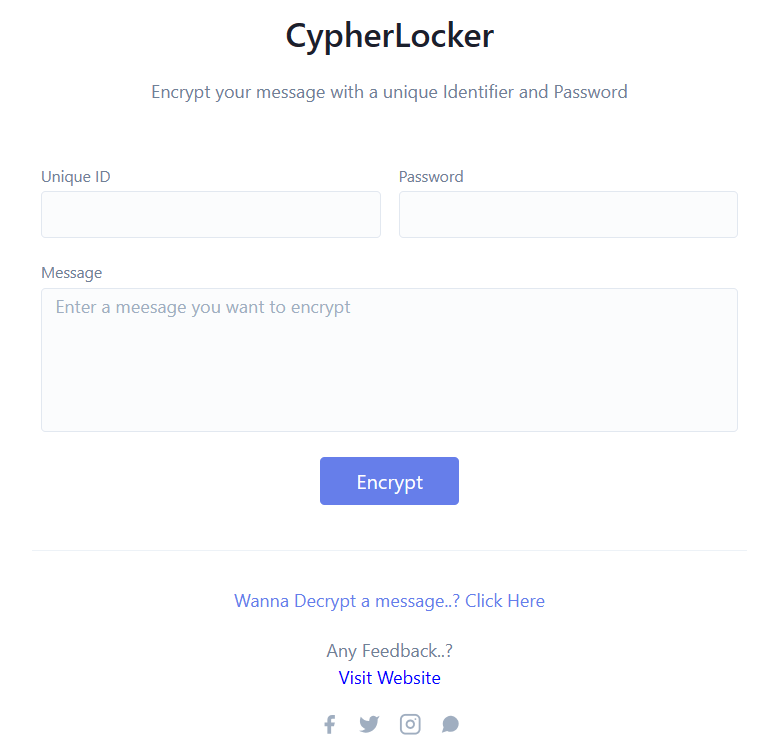 CypherLocker
Encrypt your message with a unique Identifier and Password
Unique ID
Password
Message
Enter a meesage you want to encrypt
Encrypt
Wanna Decrypt a message..? Click Here
Any Feedback..?
Visit Website